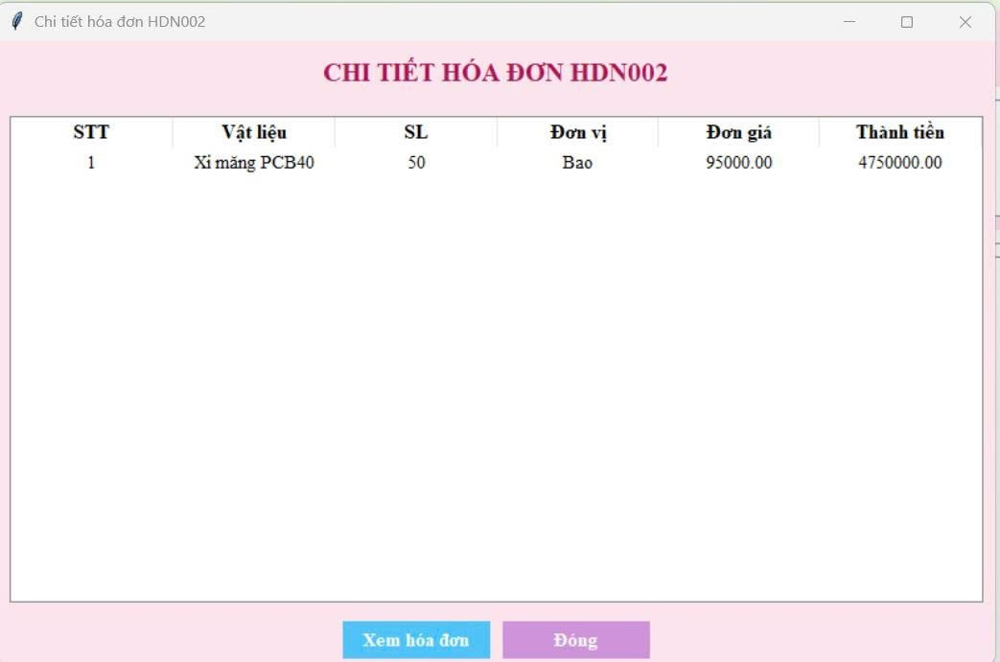 Chi tiết hóa đơn HDN002
CHI TIẾT HÓA ĐƠN HDN002
STT Vật liệu SL Đơn vị Đơn giá Thành tiền
1 Xi măng PCB40 50 Bao 95000.00 4750000.00
Xem hóa đơn Đóng